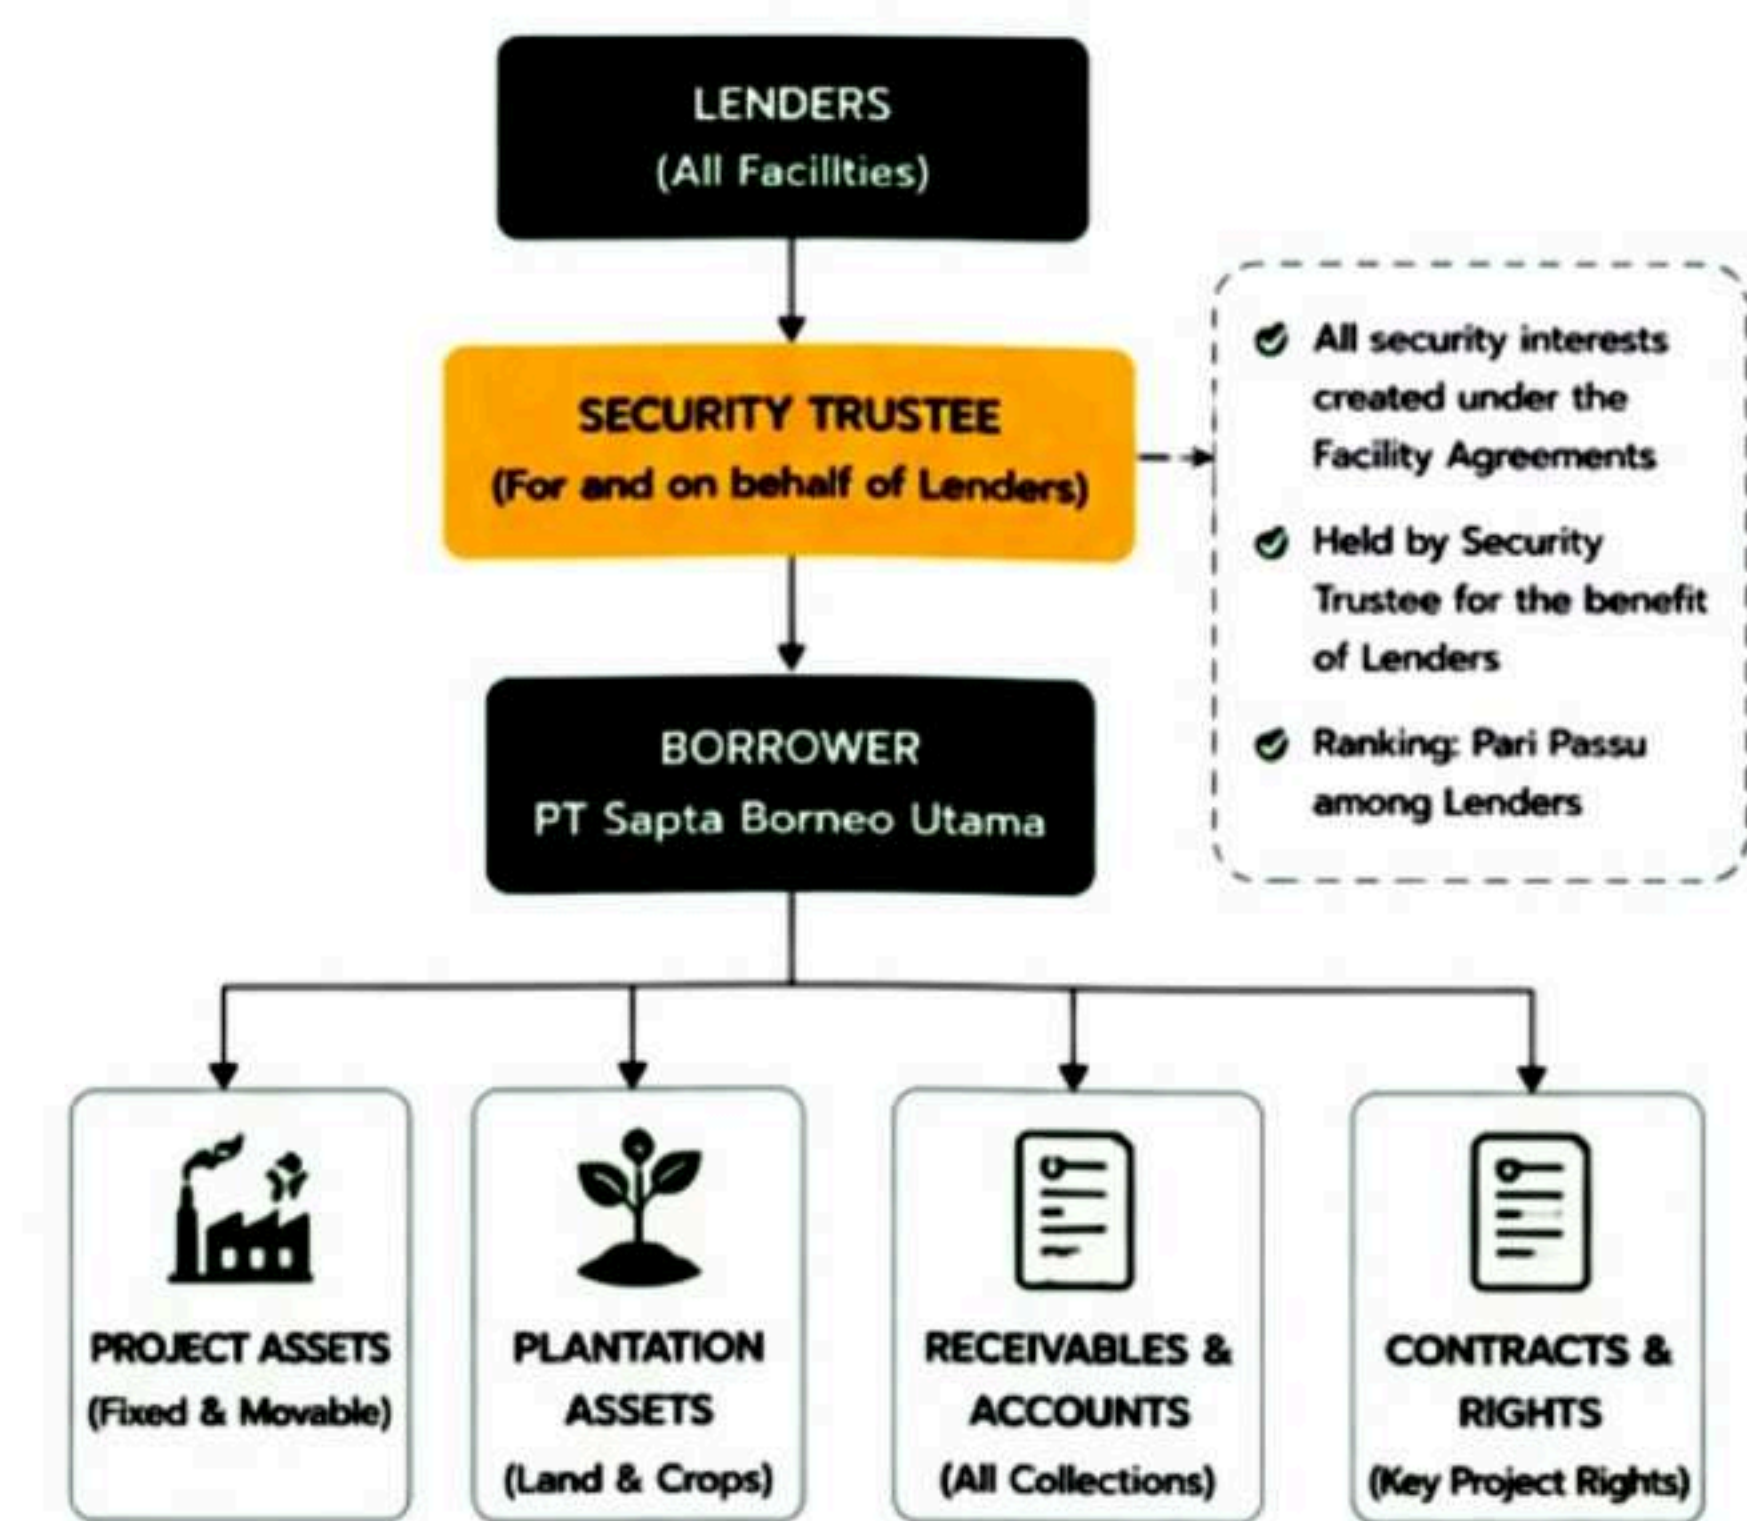 LENDERS
(All Facillties)
SECURITY TRUSTEE
(For and on behalf of Lenders)
All security interests
created under the
Facility Agreements
Held by Security
Trustee for the benefit
of Lenders
Ranking: Pari Passu
among Lenders
BORROWER
PT Sapta Borneo Utama
PROJECT ASSETS
(Fixed & Movable)
PLANTATION
ASSETS
(Land & Crops)
RECEIVABLES &
ACCOUNTS
(All Collections)
CONTRACTS &
RIGHTS
(Key Project Rights)